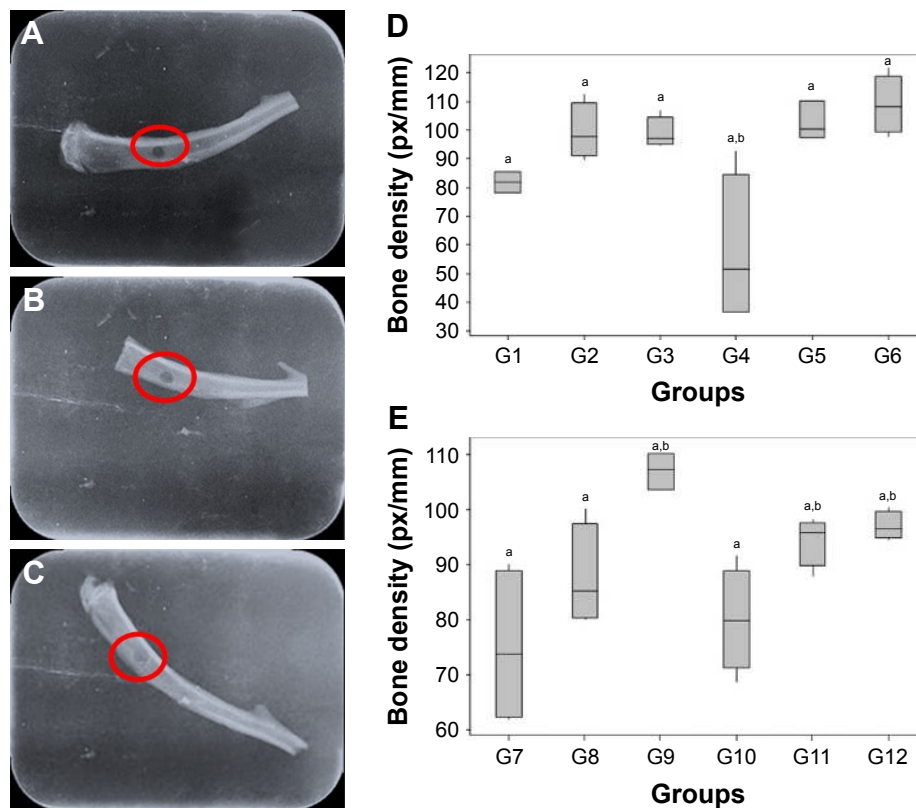 A
B
C
D
Bone density (px/mm)
120
110
100
90
80
70
60
50
40
30
a
a
a
a,b
a
a
G1 G2 G3 G4 G5 G6
Groups
E
Bone density (px/mm)
110
100
90
80
70
60
a
a
a,b
a
a,b
a,b
G7 G8 G9 G10 G11 G12
Groups